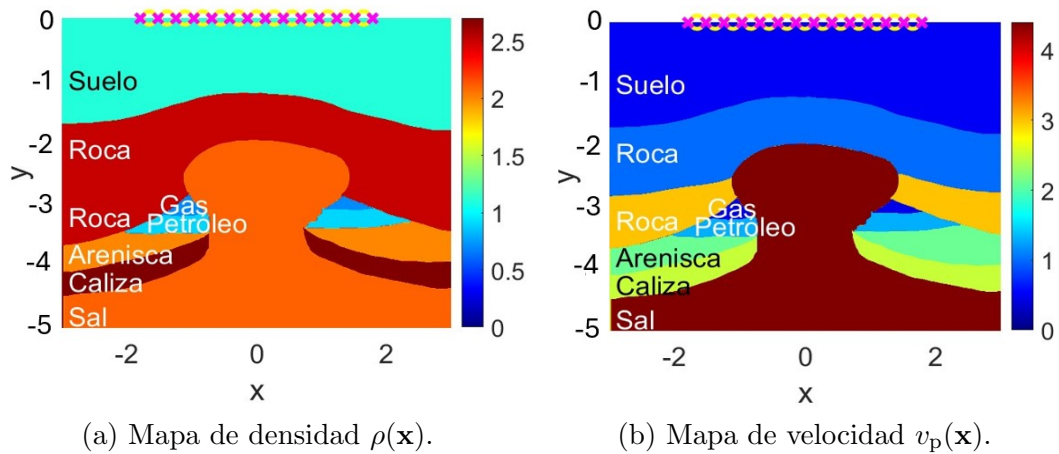 0
-1
-2
-3
-4
-5
y
Suelo
Roca
Gas
Petróleo
Roca
Arenisca
Caliza
Sal
-2
0
2
x
2.5
2
1.5
1
0.5
0
(a) Mapa de densidad ρ(𝐱).
0
-1
-2
-3
-4
-5
y
Suelo
Roca
Gas
Petróleo
Roca
Arenisca
Caliza
Sal
-2
0
2
x
4
3
2
1
0
(b) Mapa de velocidad vₚ(𝐱).